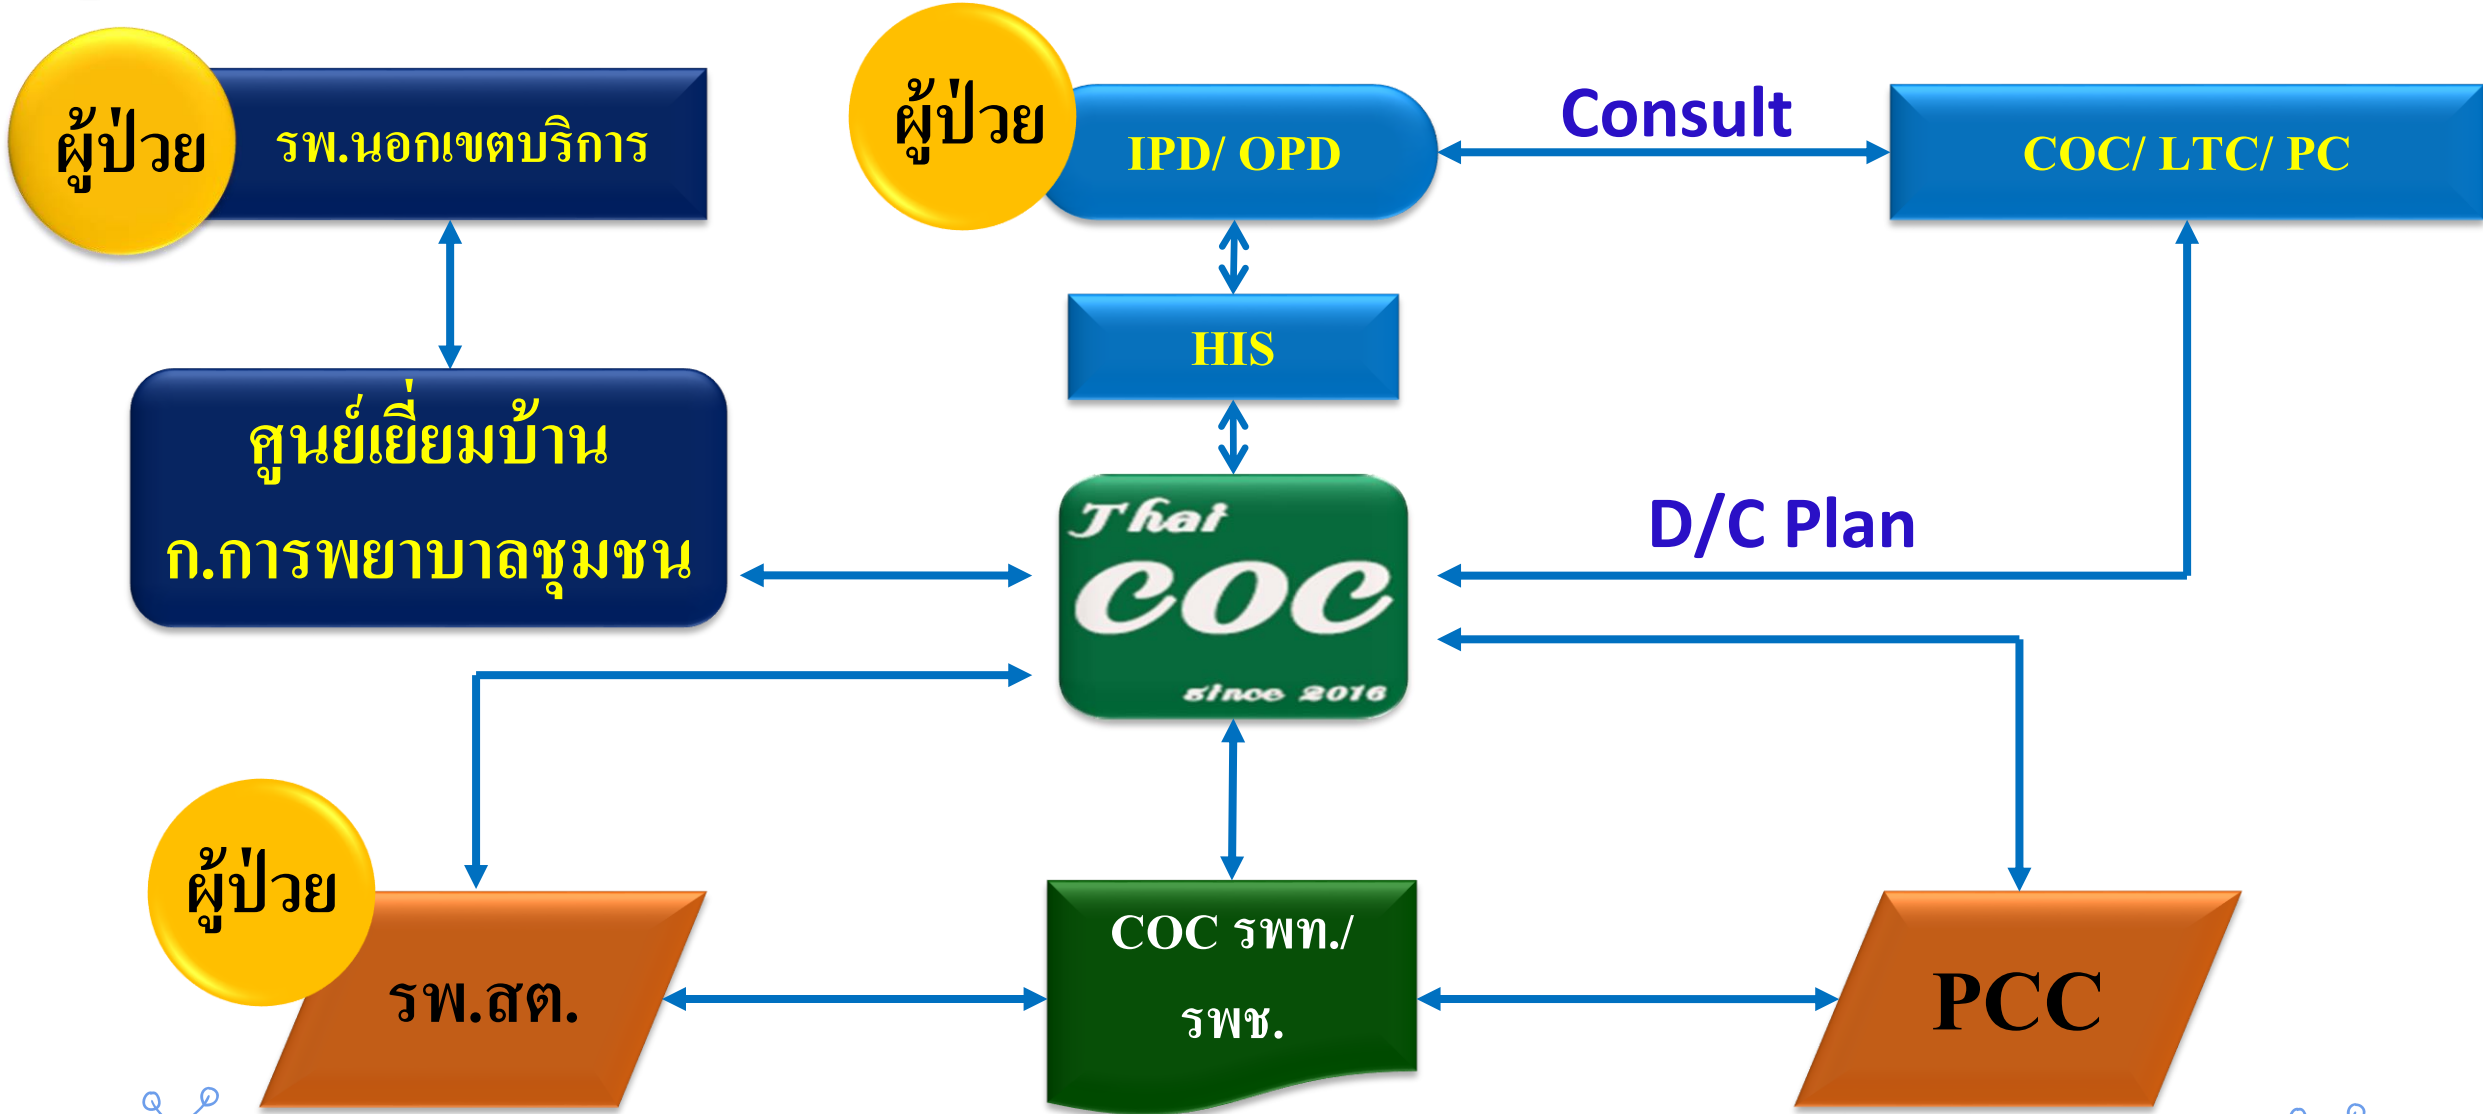 ผู้ป่วย
รพ.นอกเขตบริการ
ผู้ป่วย
IPD/ OPD
Consult
COC/ LTC/ PC
HIS
ศูนย์เยี่ยมบ้าน
ก.การพยาบาลชุมชน
Thai
COC
since 2016
D/C Plan
ผู้ป่วย
รพ.สต.
COC รพท./
รพช.
PCC